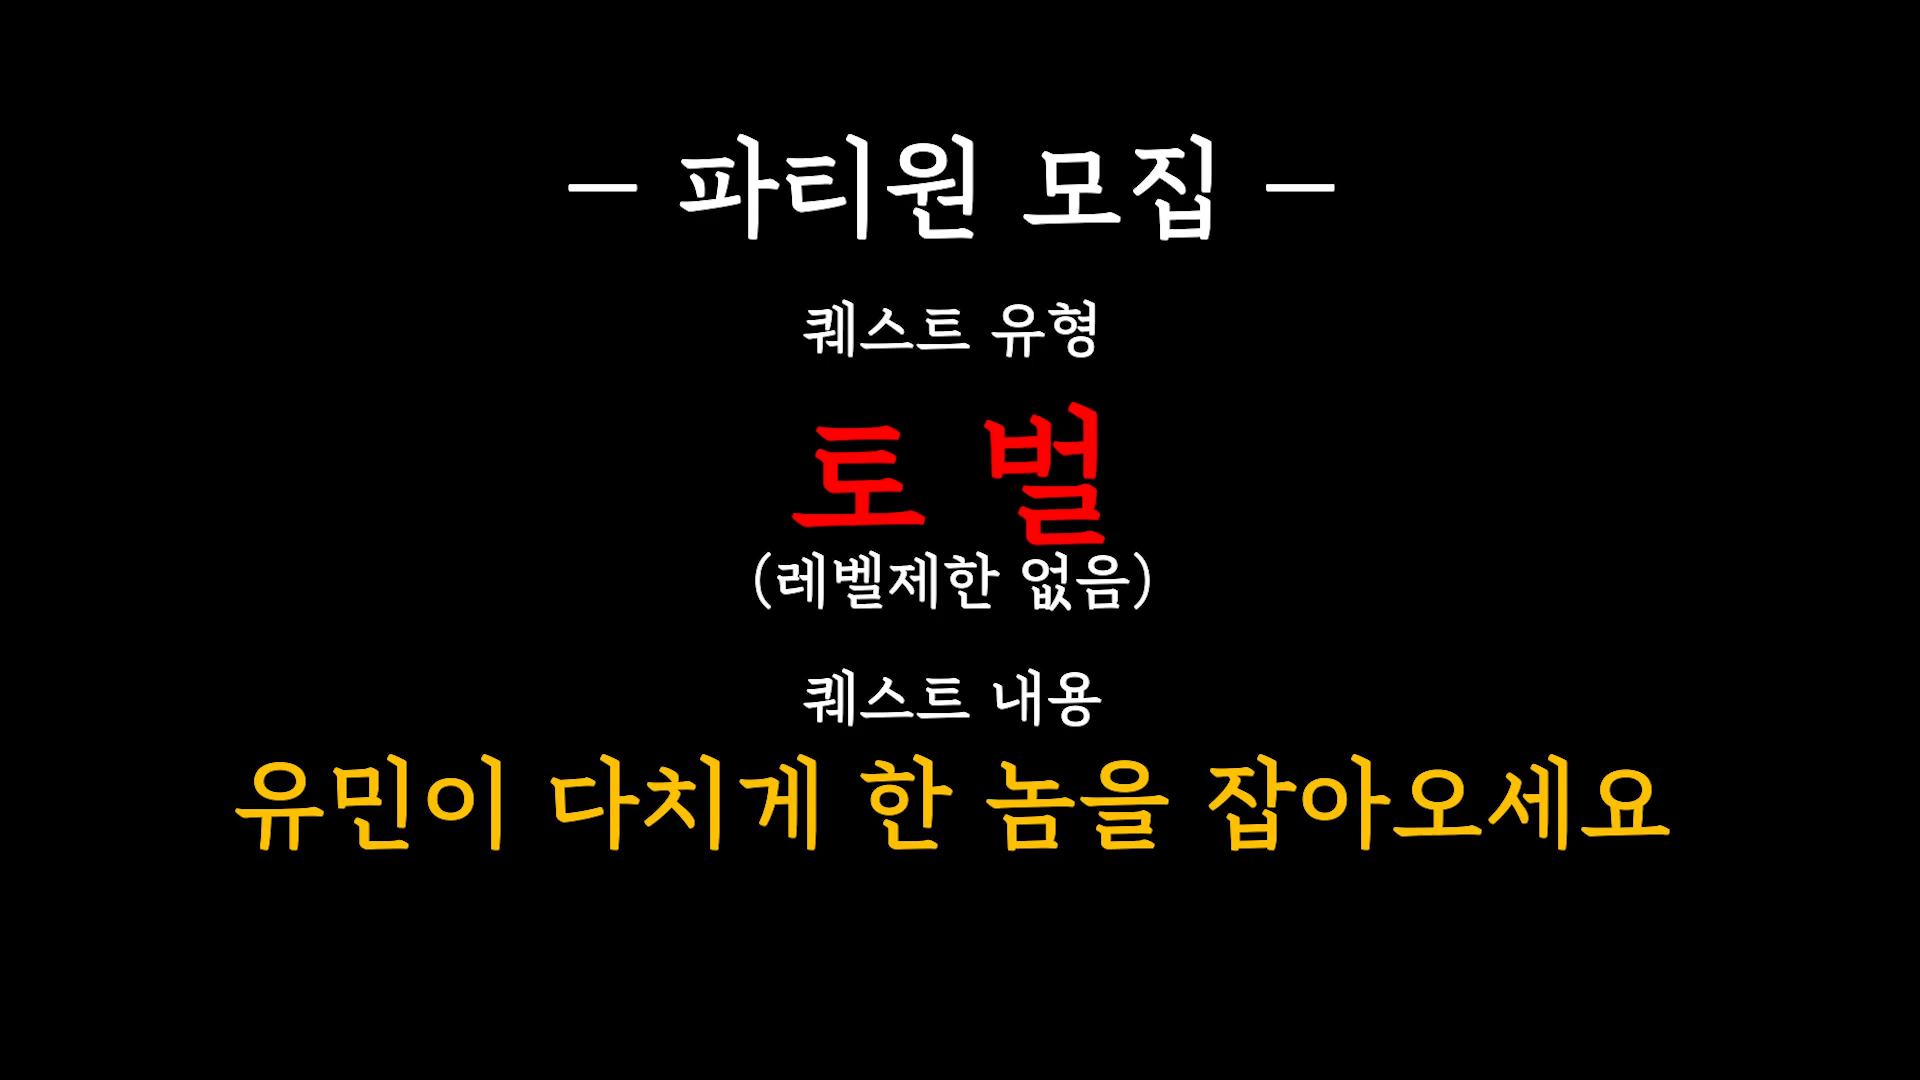 – 파티원 모집 –
퀘스트 유형
토 벌
(레벨제한 없음)
퀘스트 내용
유민이 다치게 한 놈을 잡아오세요